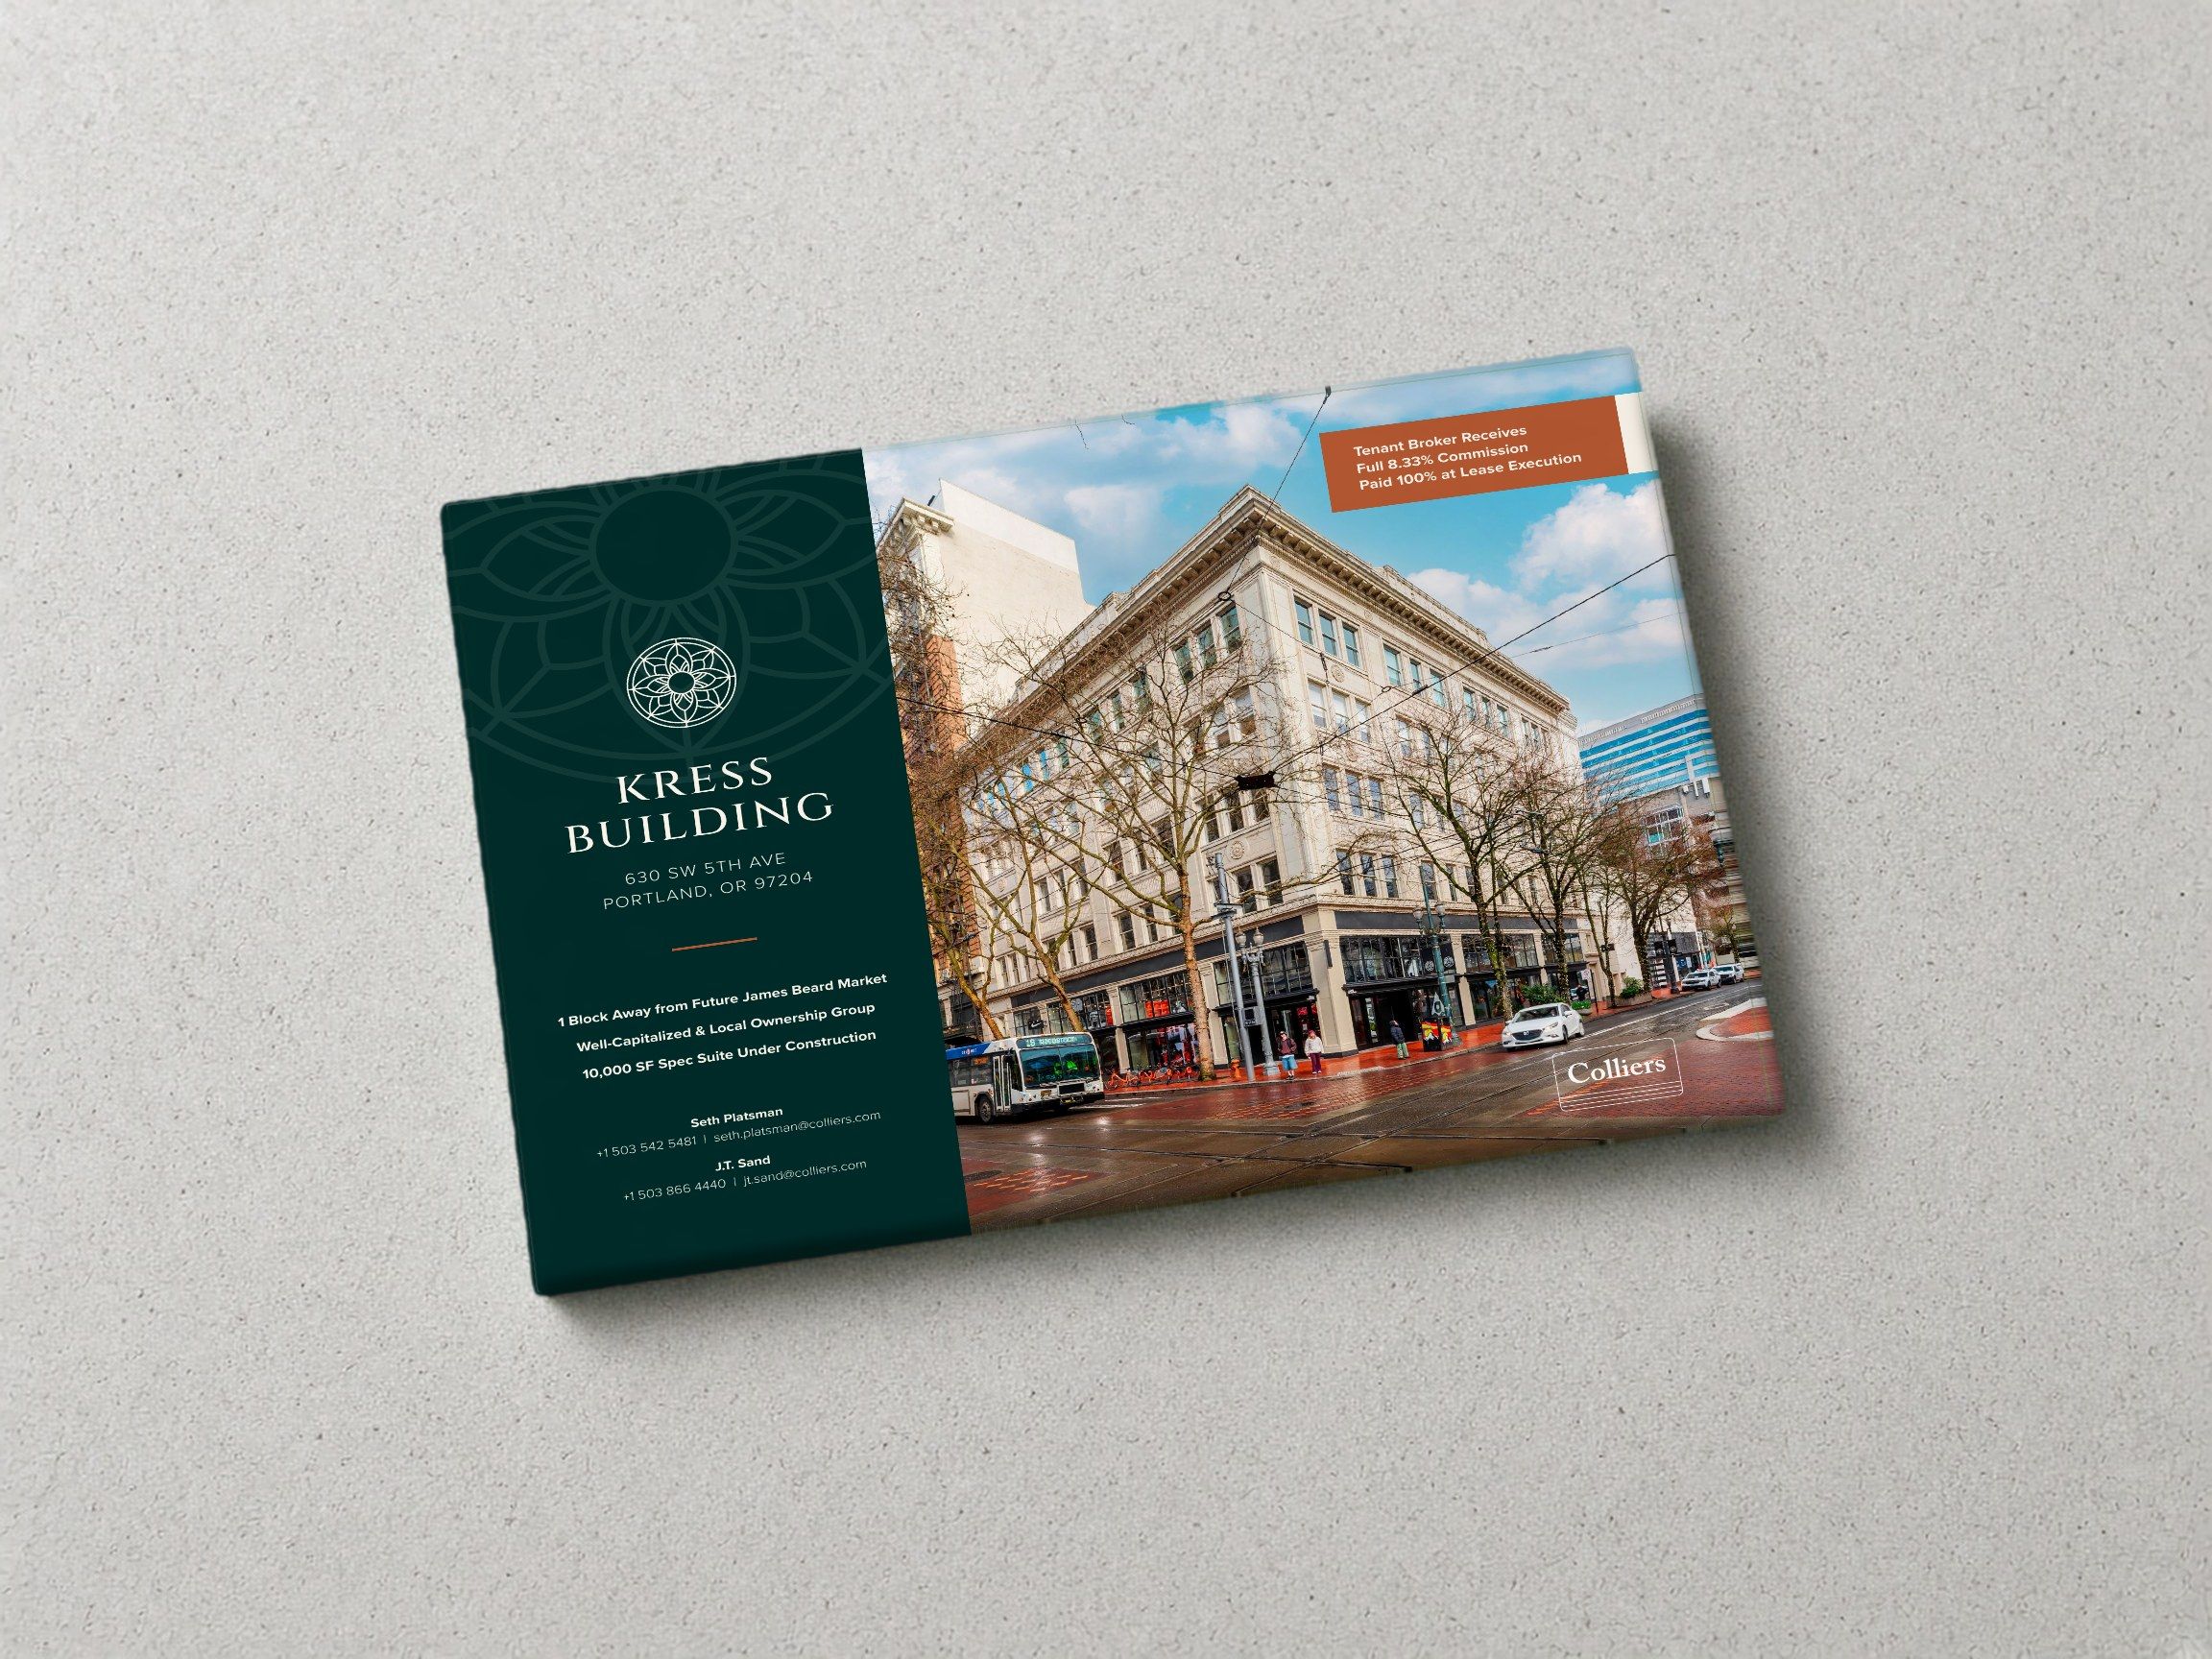 KRESS
BUILDING
630 SW 5TH AVE
PORTLAND, OR 97204
1 Block Away from Future James Beard Market
Well-Capitalized & Local Ownership Group
10,000 SF Spec Suite Under Construction
Seth Platsman
+1 503 542 5481 | seth.platsman@colliers.com
J.T. Sand
+1 503 866 4440 | jt.sand@colliers.com
Tenant Broker Receives
Full 8.33% Commission
Paid 100% at Lease Execution
Colliers